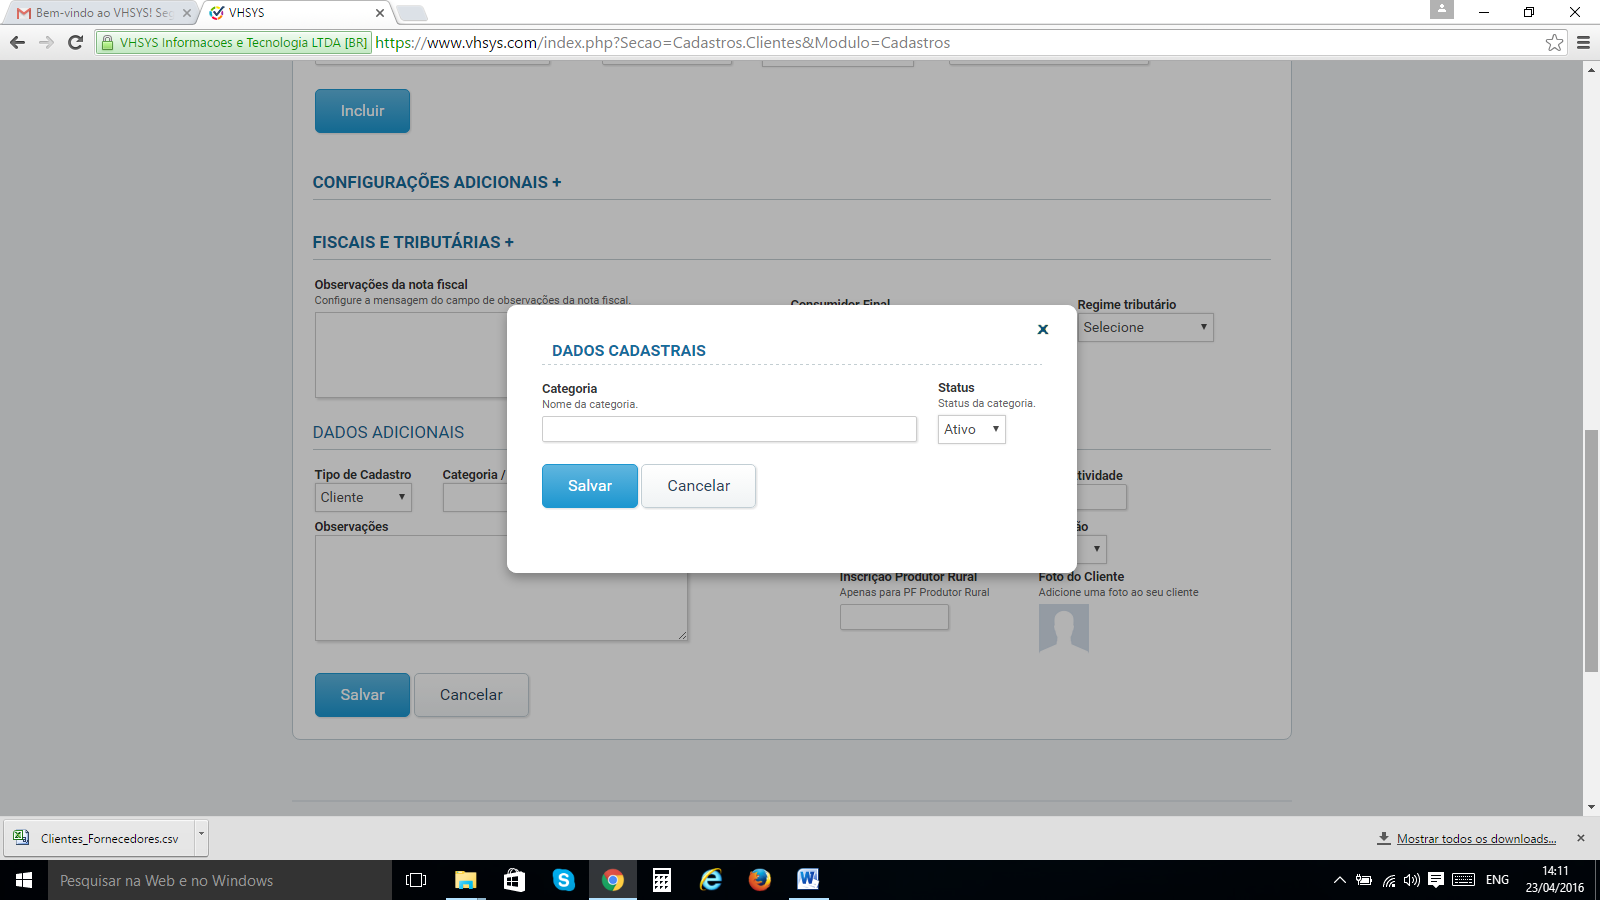 Bem-vindo ao VHSYS! Seg
VHSYS
VHSYS Informacoes e Tecnologia LTDA [BR]
https://www.vhsys.com/index.php?Secao=Cadastros.Clientes&Modulo=Cadastros
Incluir
CONFIGURAÇÕES ADICIONAIS +
FISCAIS E TRIBUTÁRIAS +
Observações da nota fiscal
Configure a mensagem do campo de observações da nota fiscal.
Consumidor Final
Regime tributário
Selecione
DADOS CADASTRAIS
Categoria
Nome da categoria.
Status
Status da categoria.
Ativo
Salvar
Cancelar
DADOS ADICIONAIS
Tipo de Cadastro
Categoria /
tividade
Cliente
Observações
ão
Inscrição Produtor Rural
Apenas para PF Produtor Rural
Foto do Cliente
Adicione uma foto ao seu cliente
Salvar
Cancelar
Clientes_Fornecedores.csv
Mostrar todos os downloads...
Pesquisar na Web e no Windows
ENG
14:11
23/04/2016